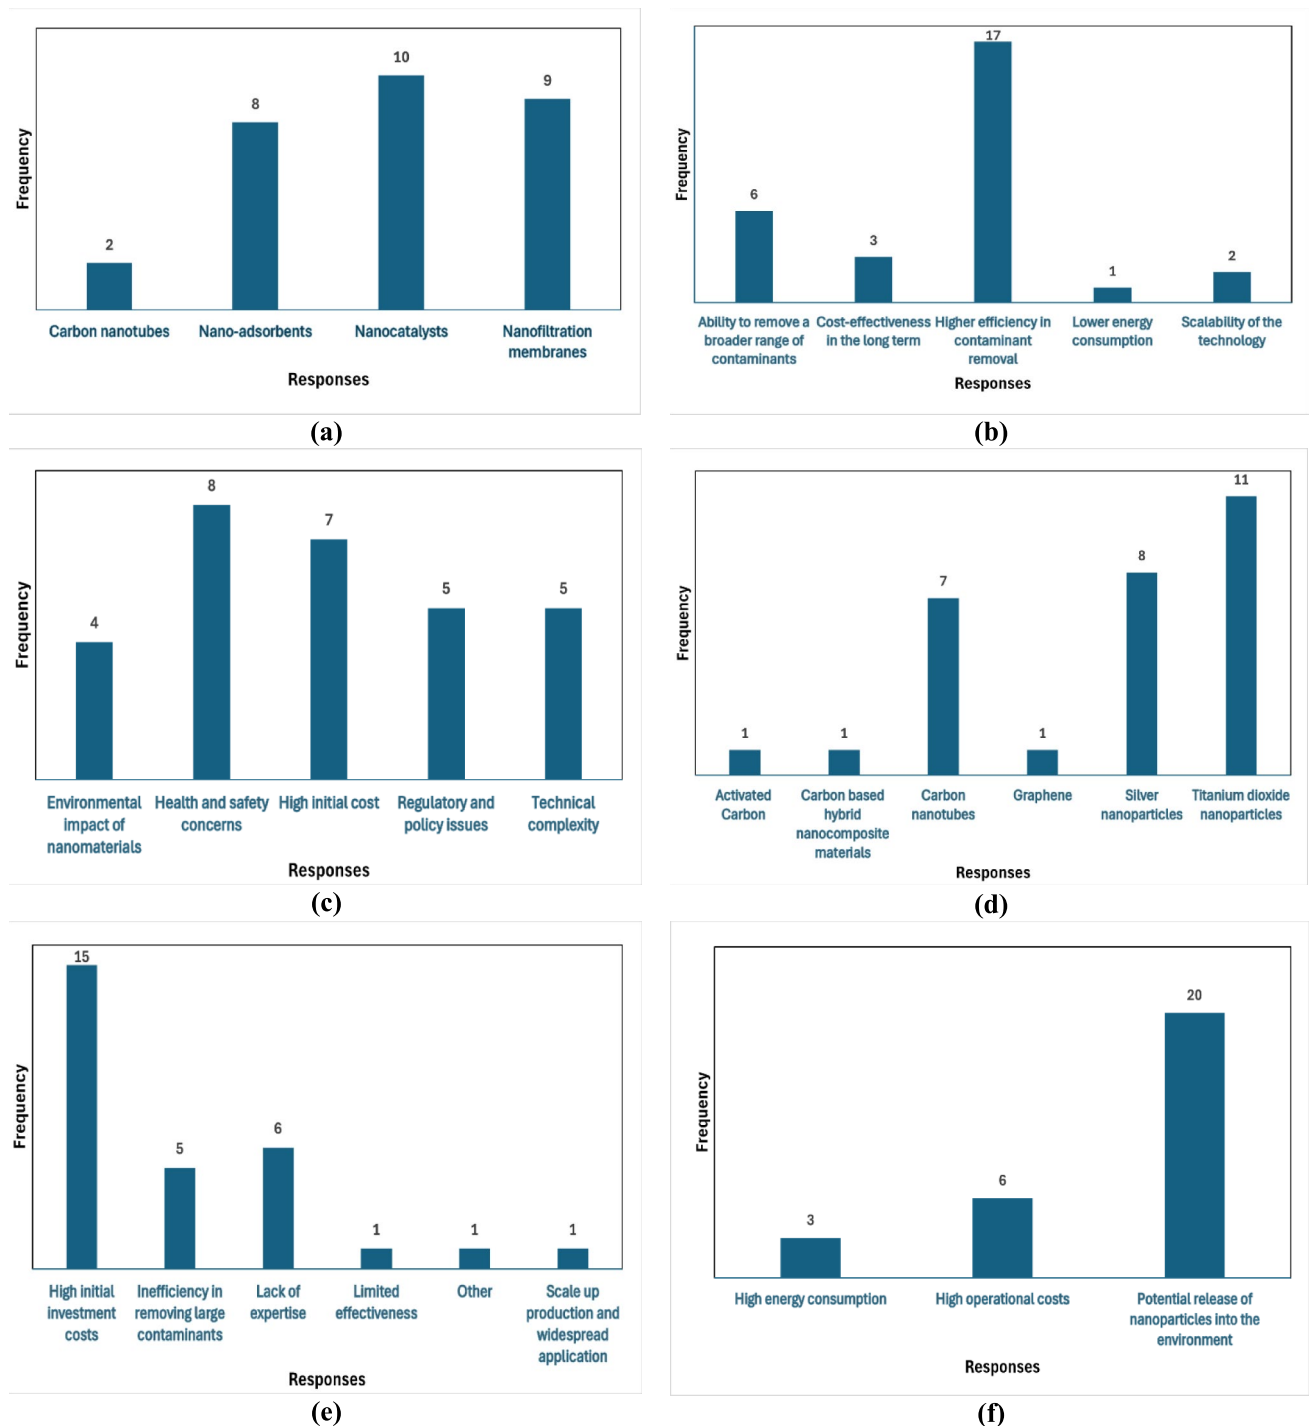 10
9
8
2
Frequency
Carbon nanotubes
Nano-adsorbents
Nanocatalysts
Nanofiltration
membranes
Responses
(a)
17
6
3
1
2
Frequency
Ability to remove a
broader range of
contaminants
Cost-effectiveness
in the long term
Higher efficiency in
contaminant
removal
Lower energy
consumption
Scalability of the
technology
Responses
(b)
4
8
7
5
5
Frequency
Environmental
impact of
nanomaterials
Health and safety
concerns
High initial cost
Regulatory and
policy issues
Technical
complexity
Responses
(c)
1
1
7
1
8
11
Frequency
Activated
Carbon
Carbon based
hybrid
nanocomposite
materials
Carbon
nanotubes
Graphene
Silver
nanoparticles
Titanium dioxide
nanoparticles
Responses
(d)
15
5
6
1
1
1
Frequency
High initial
investment
costs
Inefficiency in
removing large
contaminants
Lack of
expertise
Limited
effectiveness
Other
Scale up
production and
widespread
application
Responses
(e)
3
6
20
Frequency
High energy consumption
High operational costs
Potential release of
nanoparticles into the
environment
Responses
(f)